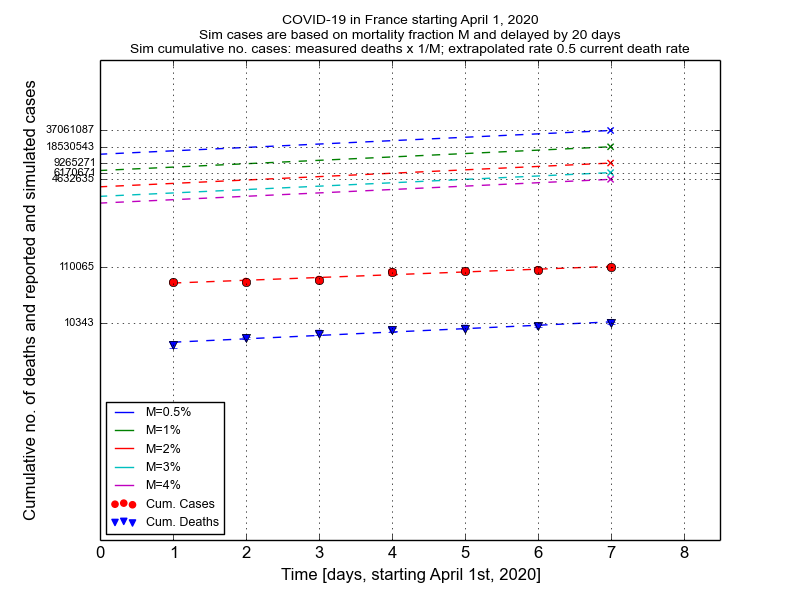 COVID-19 in France starting April 1, 2020
Sim cases are based on mortality fraction M and delayed by 20 days
Sim cumulative no. cases: measured deaths x 1/M; extrapolated rate 0.5 current death rate
Cumulative no. of deaths and reported and simulated cases
37061087
18530543
9265271
6170671
4632635
110065
10343
M=0.5%
M=1%
M=2%
M=3%
M=4%
Cum. Cases
Cum. Deaths
0 1 2 3 4 5 6 7 8
Time [days, starting April 1st, 2020]